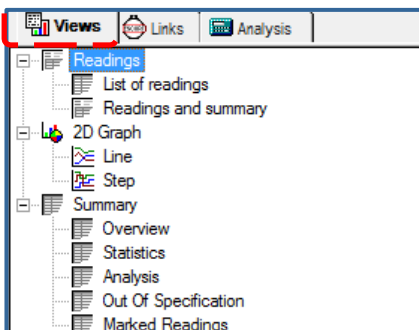 Views Links Analysis
Readings
List of readings
Readings and summary
2D Graph
Line
Step
Summary
Overview
Statistics
Analysis
Out Of Specification
Marked Readings